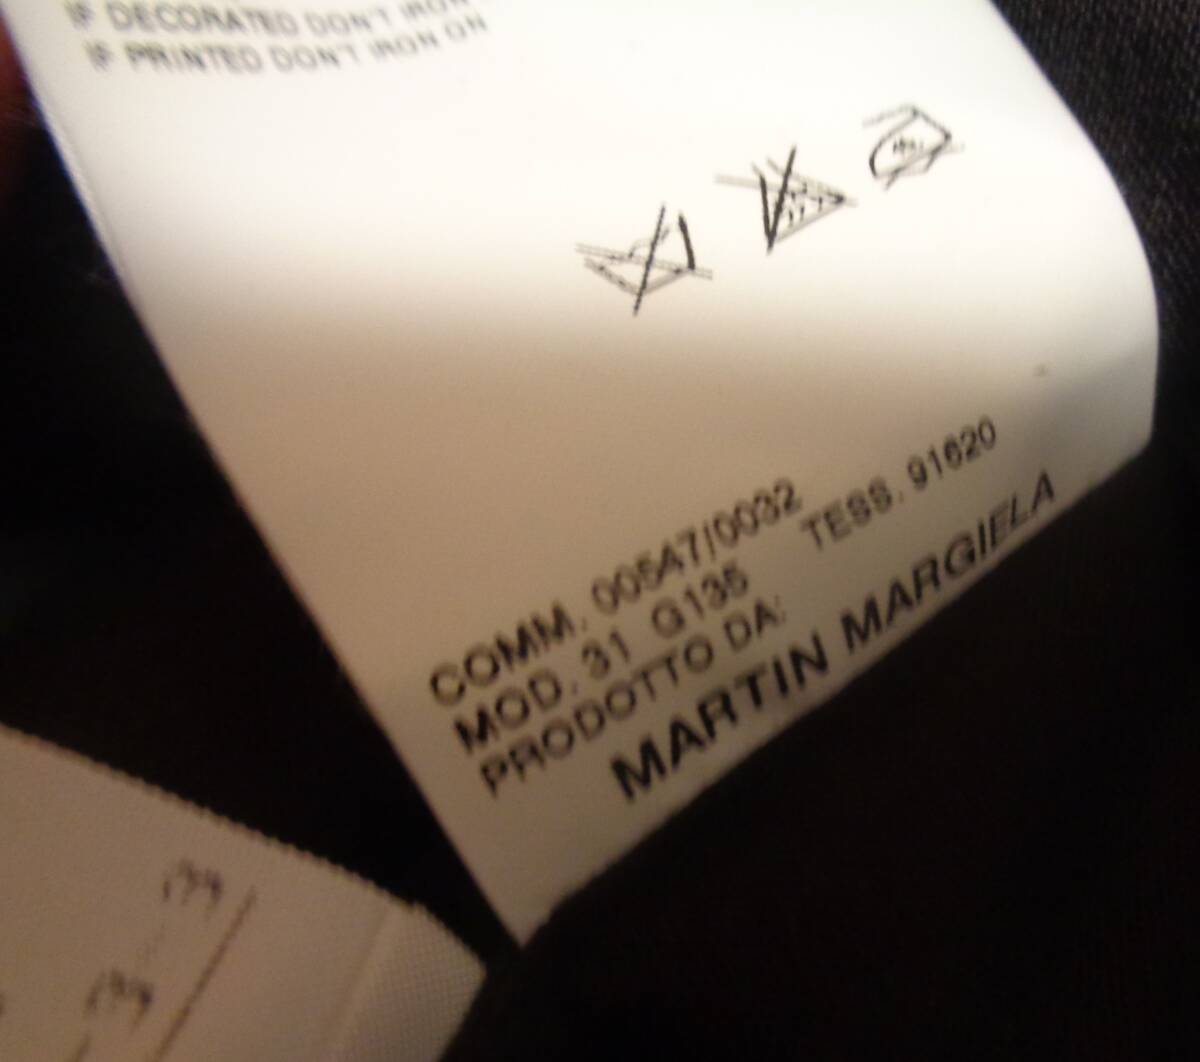 IF DECORATED DON'T IRON
IF PRINTED DON'T IRON ON
COMM. 00547/0032
MOD. 31 G135 TESS. 91620
PRODOTTO DA:
MARTIN MARGIELA